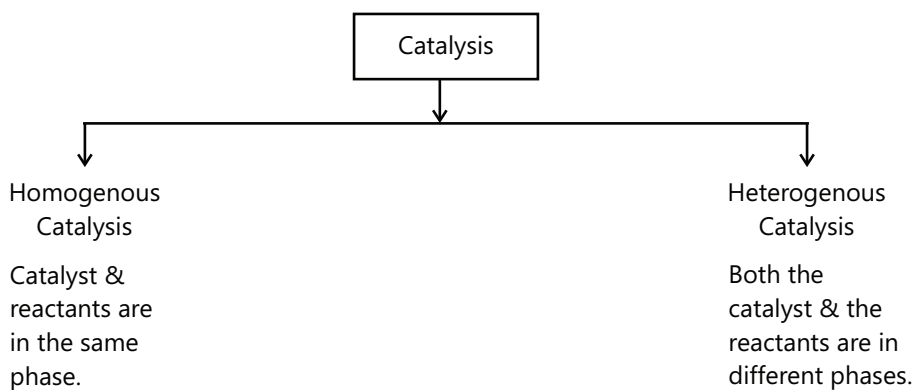 Catalysis
Homogenous
Catalysis
Catalyst &
reactants are
in the same
phase.
Heterogenous
Catalysis
Both the
catalyst & the
reactants are in
different phases.